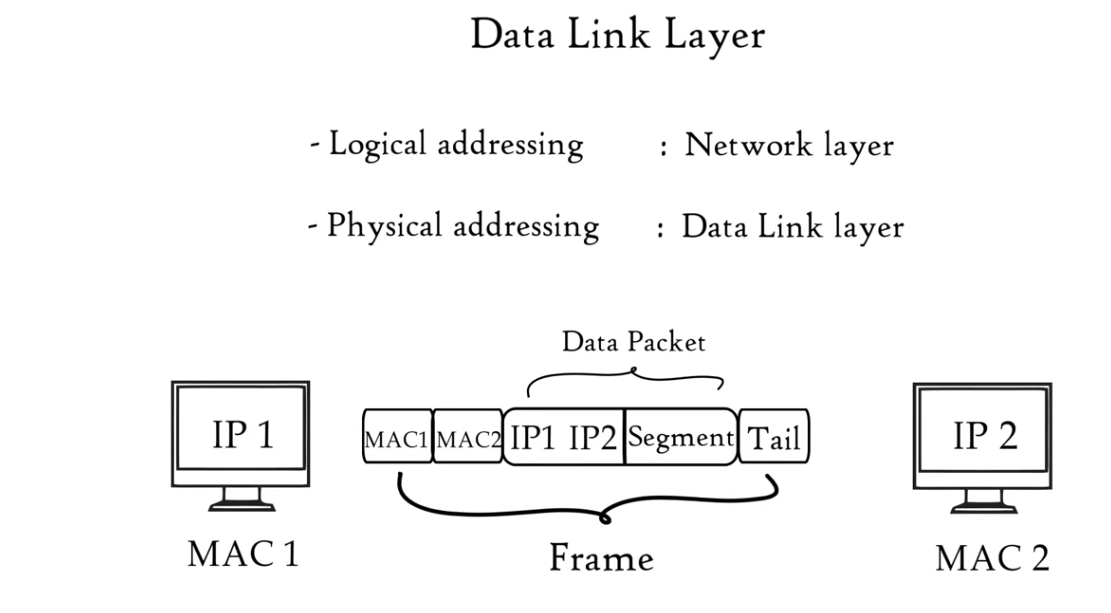 Data Link Layer
- Logical addressing : Network layer
- Physical addressing : Data Link layer
Data Packet
IP 1
MAC1 MAC2 IP1 IP2 Segment Tail
IP 2
Frame
MAC 1
MAC 2